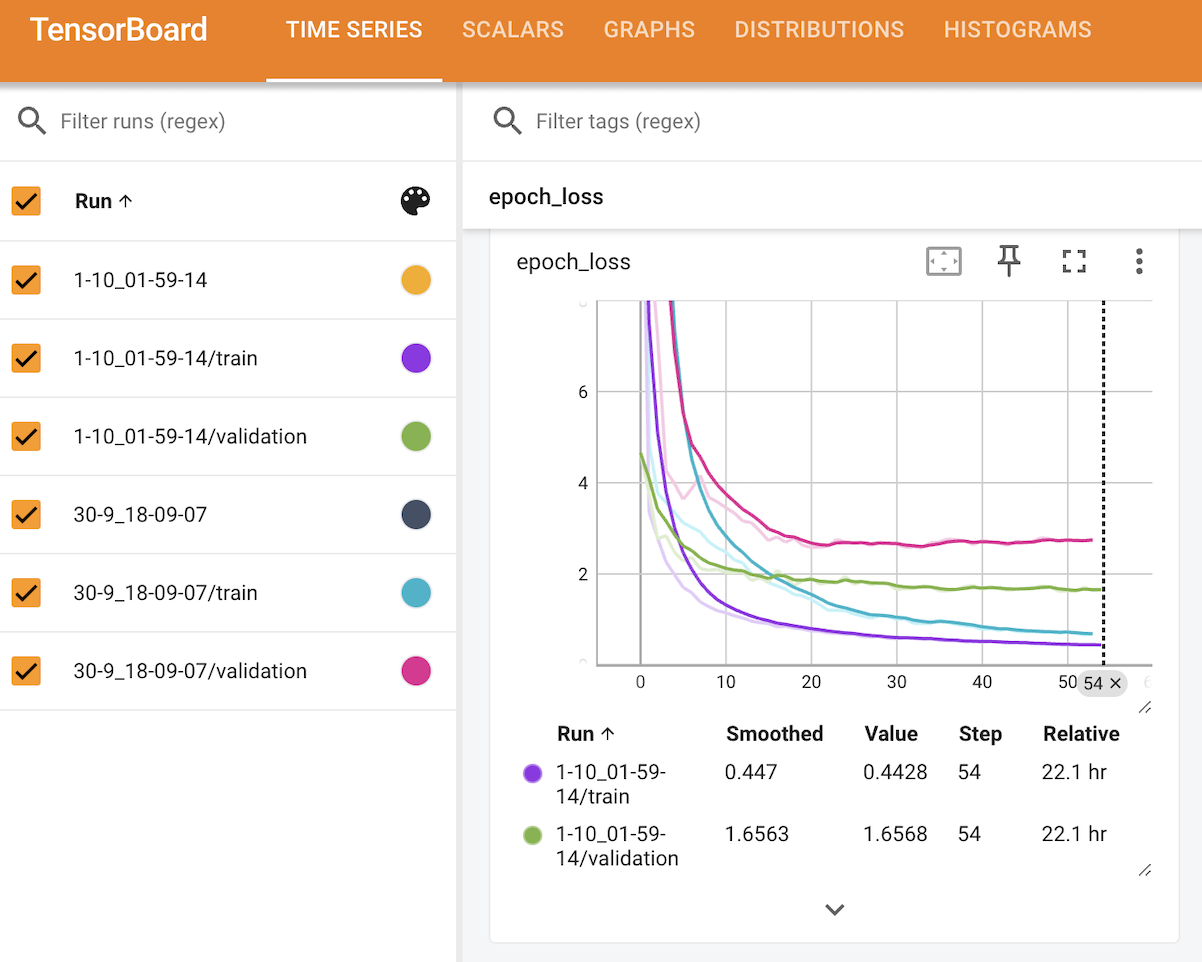 TensorBoard TIME SERIES SCALARS GRAPHS DISTRIBUTIONS HISTOGRAMS
Filter runs (regex)
Run ↑
1-10_01-59-14
1-10_01-59-14/train
1-10_01-59-14/validation
30-9_18-09-07
30-9_18-09-07/train
30-9_18-09-07/validation
Filter tags (regex)
epoch_loss
epoch_loss
6
4
2
0 10 20 30 40 50 54 ×
Run ↑ Smoothed Value Step Relative
1-10_01-59-
14/train 0.447 0.4428 54 22.1 hr
1-10_01-59-
14/validation 1.6563 1.6568 54 22.1 hr